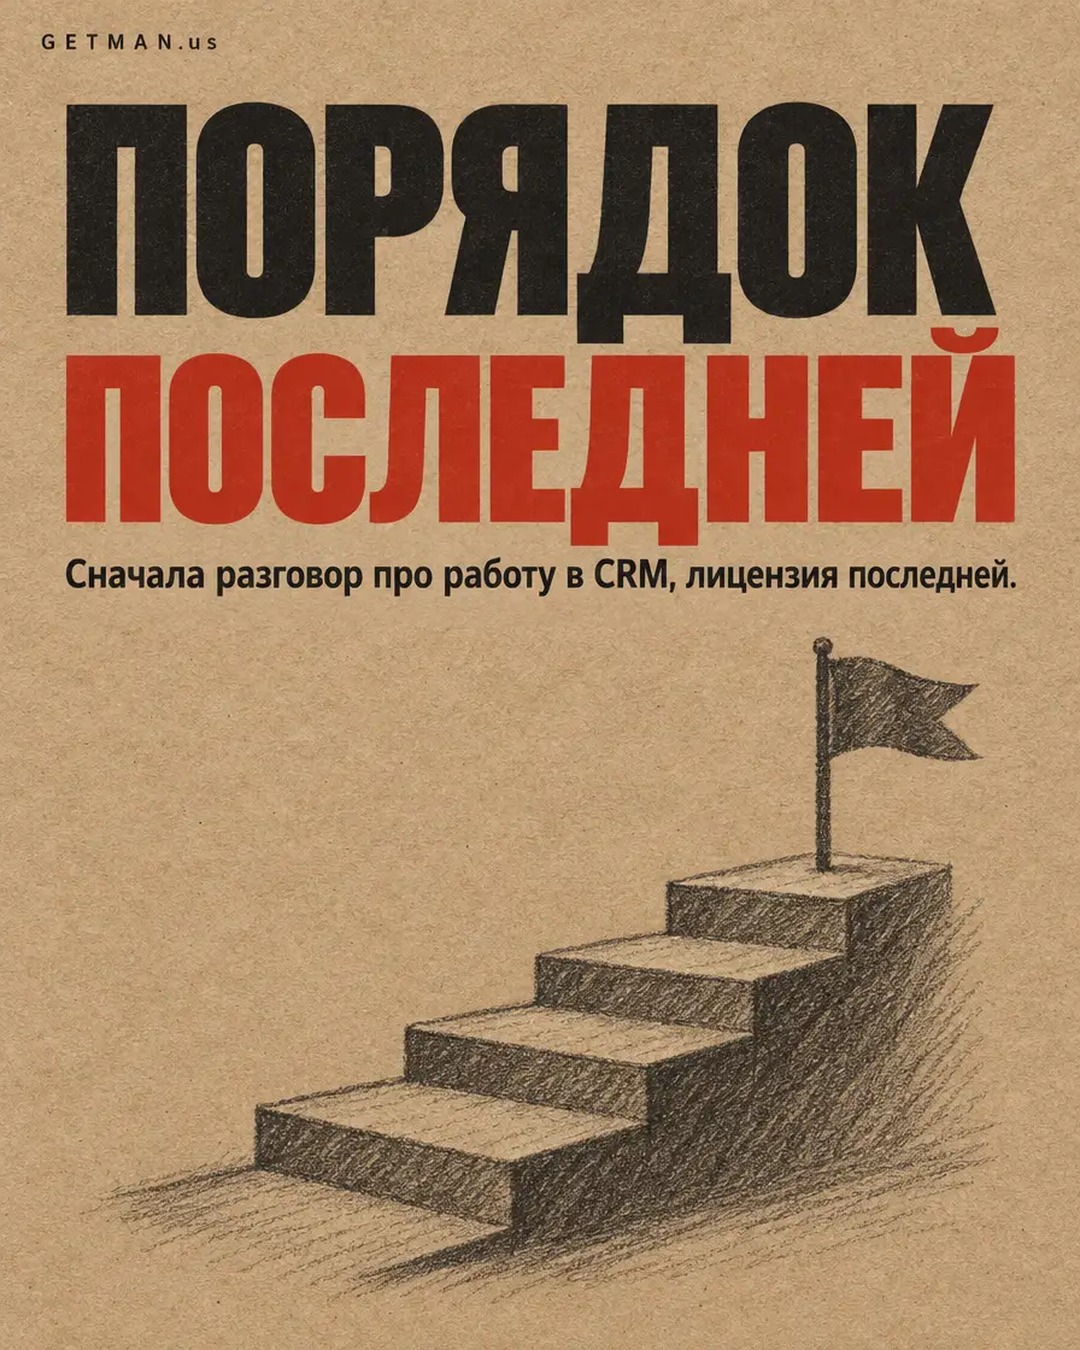 GETMAN.us
ПОРЯДОК
ПОСЛЕДНЕЙ
Сначала разговор про работу в CRM, лицензия последней.